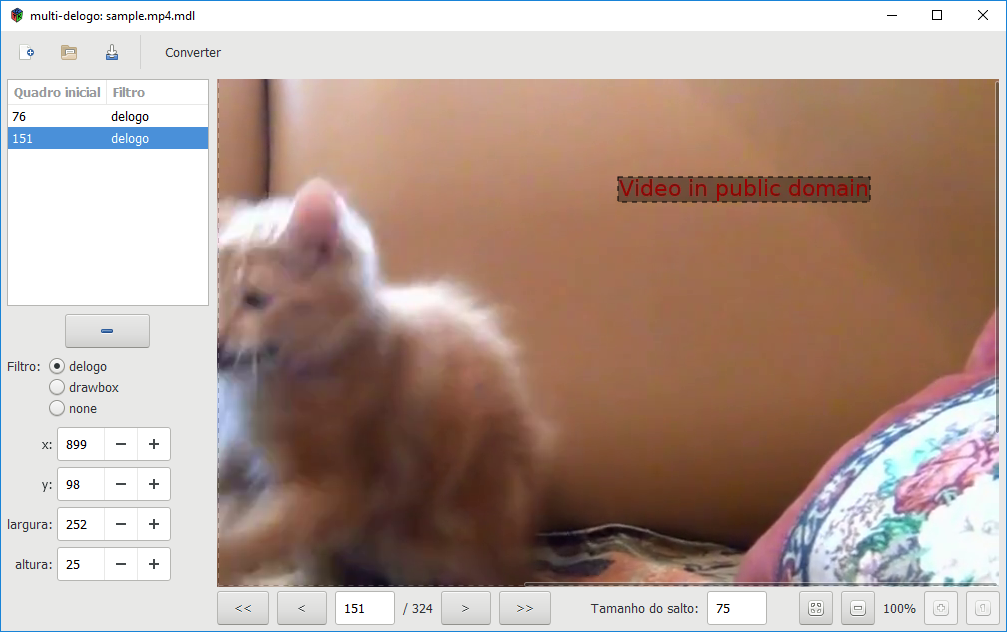 multi-delogo: sample.mp4.mdl
Converter
Quadro inicial Filtro
76 delogo
151 delogo
Video in public domain
Filtro: delogo
drawbox
none
x: 899 − +
y: 98 − +
largura: 252 − +
altura: 25 − +
<< < 151 / 324 > >> Tamanho do salto: 75 100%